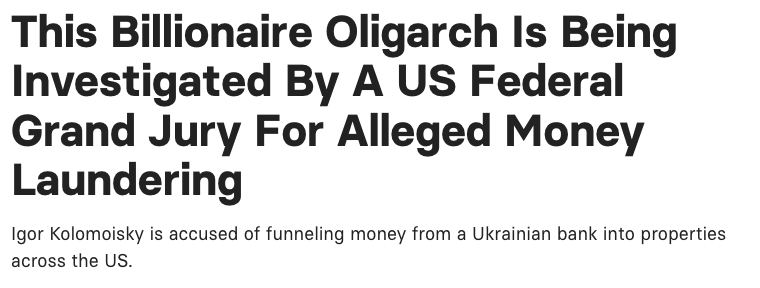 This Billionaire Oligarch Is Being
Investigated By A US Federal
Grand Jury For Alleged Money
Laundering
Igor Kolomoisky is accused of funneling money from a Ukrainian bank into properties
across the US.